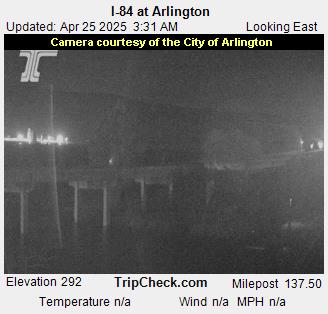 I-84 at Arlington
Updated: Apr 25 2025 3:31 AM Looking East
Camera courtesy of the City of Arlington
Elevation 292 TripCheck.com Milepost 137.50
Temperature n/a Wind n/a MPH n/a